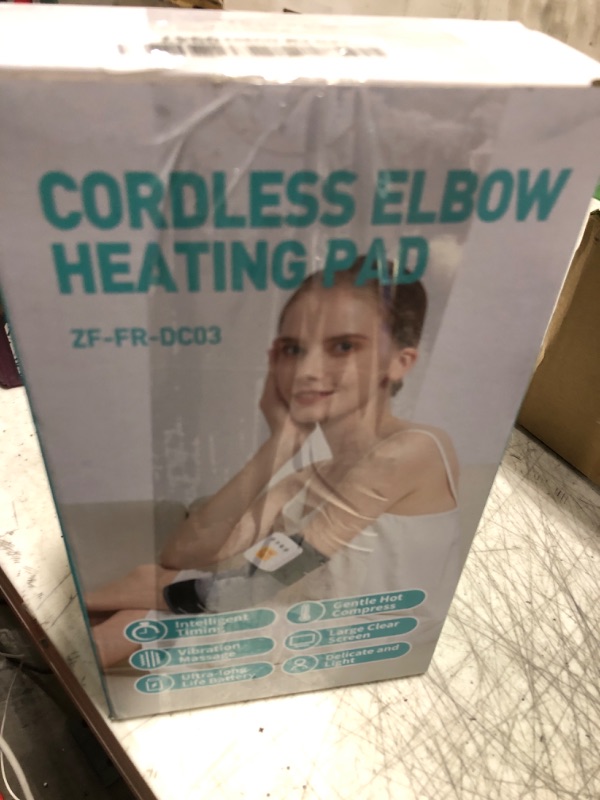 CORDLESS ELBOW
HEATING PAD
ZF-FR-DC03
Intelligent
Timing
Gentle Hot
Compress
Vibration
Massage
Large Clear
Screen
Ultra-long
Life Battery
Delicate and
Light